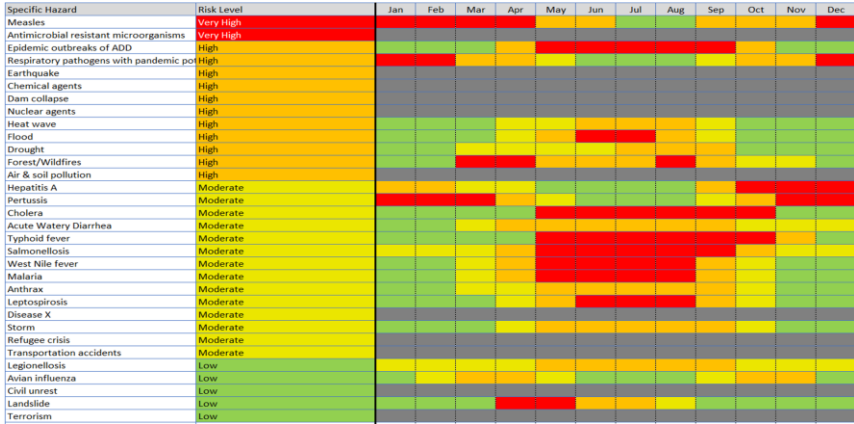 Specific Hazard Risk Level Jan Feb Mar Apr May Jun Jul Aug Sep Oct Nov Dec
Measles Very High
Antimicrobial resistant microorganisms Very High
Epidemic outbreaks of ADD High
Respiratory pathogens with pandemic pot High
Earthquake High
Chemical agents High
Dam collapse High
Nuclear agents High
Heat wave High
Flood High
Drought High
Forest/Wildfires High
Air & soil pollution High
Hepatitis A Moderate
Pertussis Moderate
Cholera Moderate
Acute Watery Diarrhea Moderate
Typhoid fever Moderate
Salmonellosis Moderate
West Nile fever Moderate
Malaria Moderate
Anthrax Moderate
Leptospirosis Moderate
Disease X Moderate
Storm Moderate
Refugee crisis Moderate
Transportation accidents Moderate
Legionellosis Low
Avian influenza Low
Civil unrest Low
Landslide Low
Terrorism Low